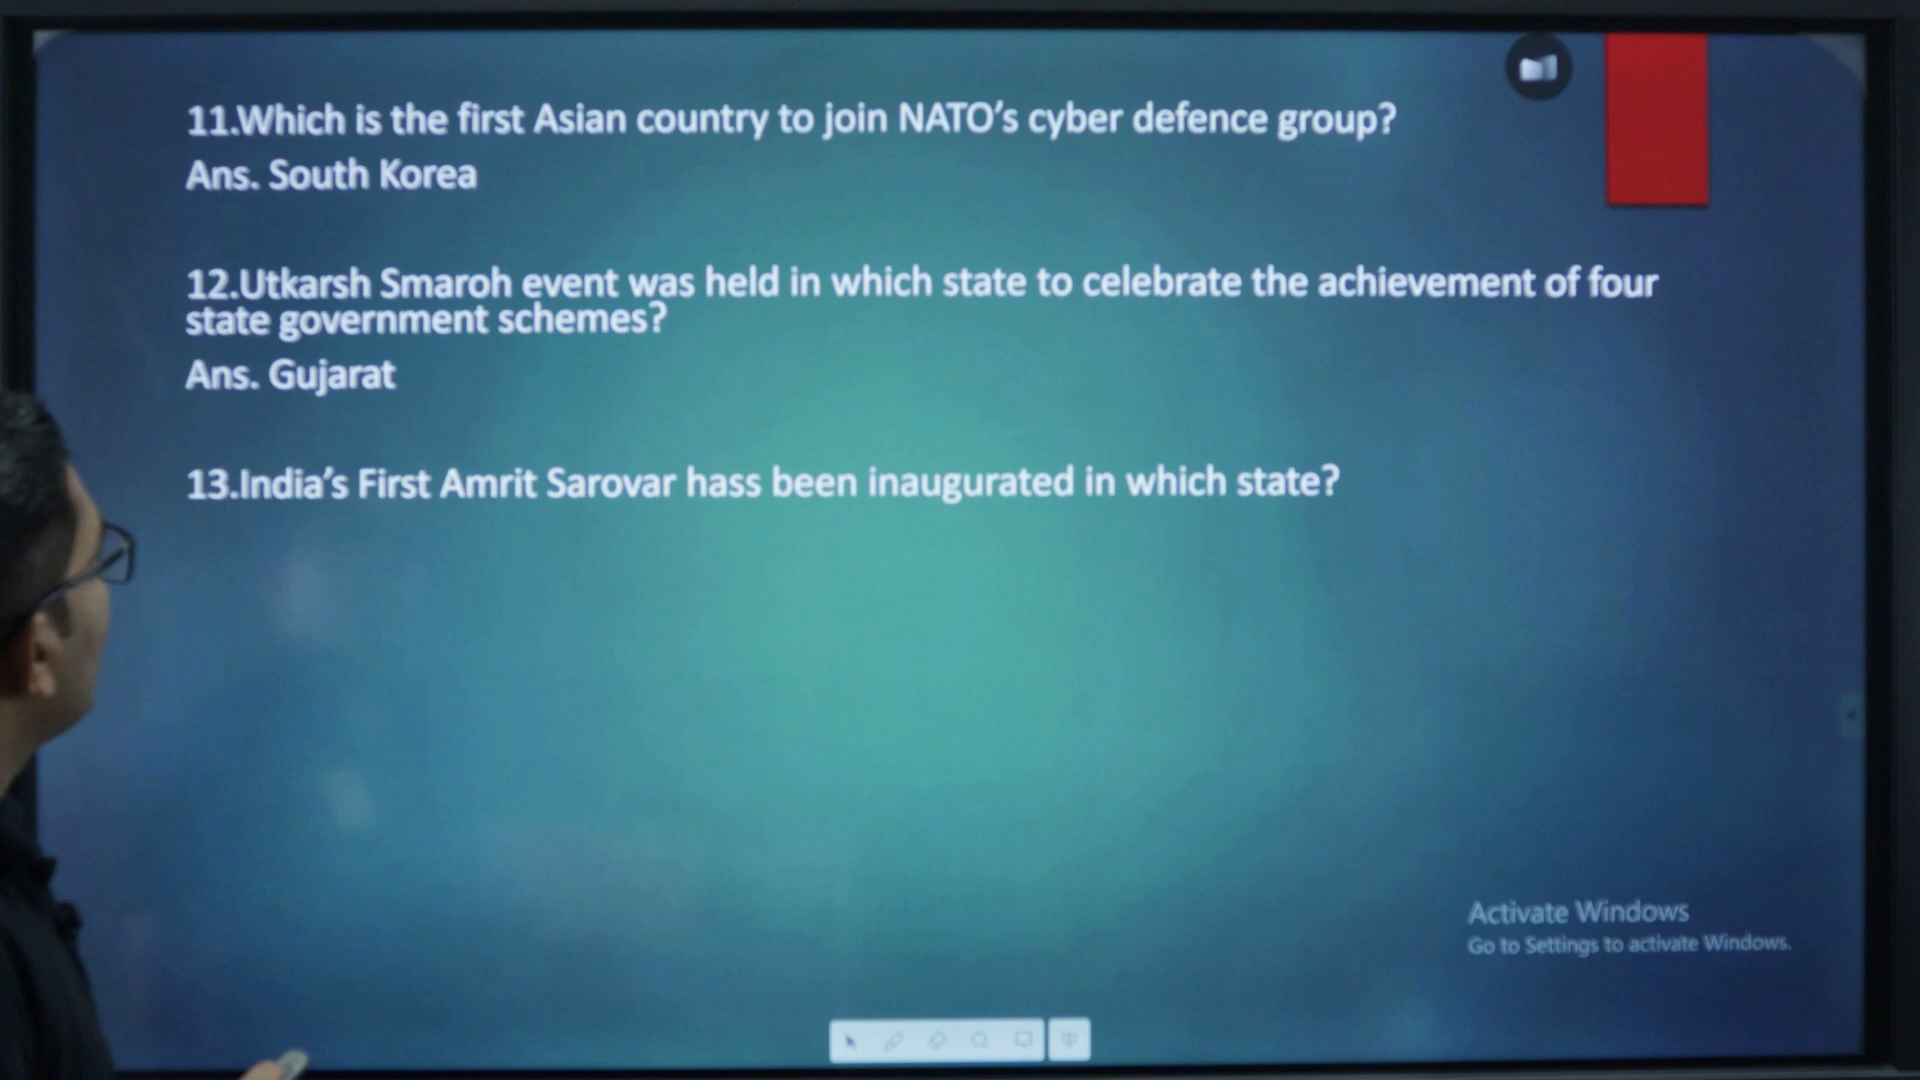 11.Which is the first Asian country to join NATO’s cyber defence group?
Ans. South Korea
12.Utkarsh Smaroh event was held in which state to celebrate the achievement of four
state government schemes?
Ans. Gujarat
13.India’s First Amrit Sarovar hass been inaugurated in which state?
Activate Windows
Go to Settings to activate Windows.